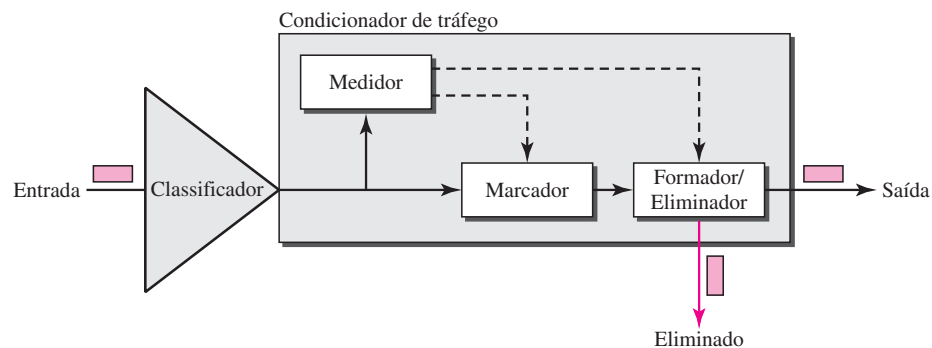 Condicionador de tráfego
Medidor
Entrada
Classificador
Marcador
Formador/
Eliminador
Saída
Eliminado